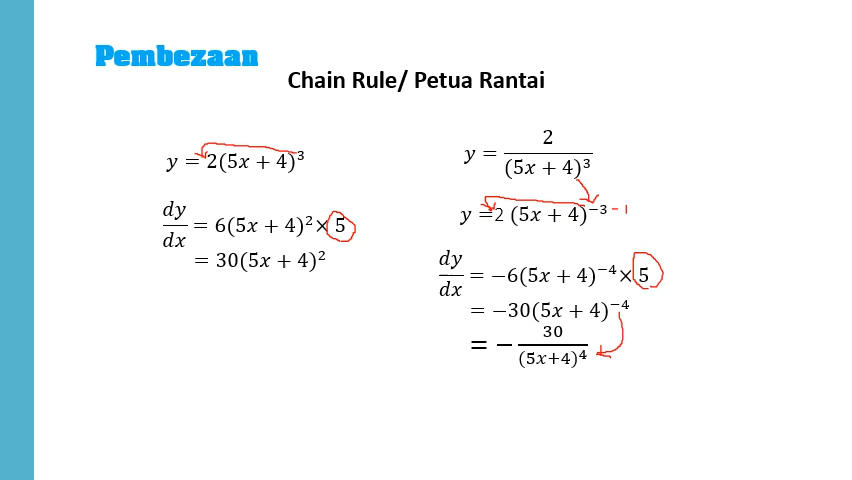 Pembezaan
Chain Rule/ Petua Rantai
y = 2(5x + 4)³
dy/dx = 6(5x + 4)² × 5
= 30(5x + 4)²
y = 2/(5x + 4)³
y = 2 (5x + 4)⁻³ − 1
dy/dx = −6(5x + 4)⁻⁴ × 5
= −30(5x + 4)⁻⁴
= − 30/(5x+4)⁴